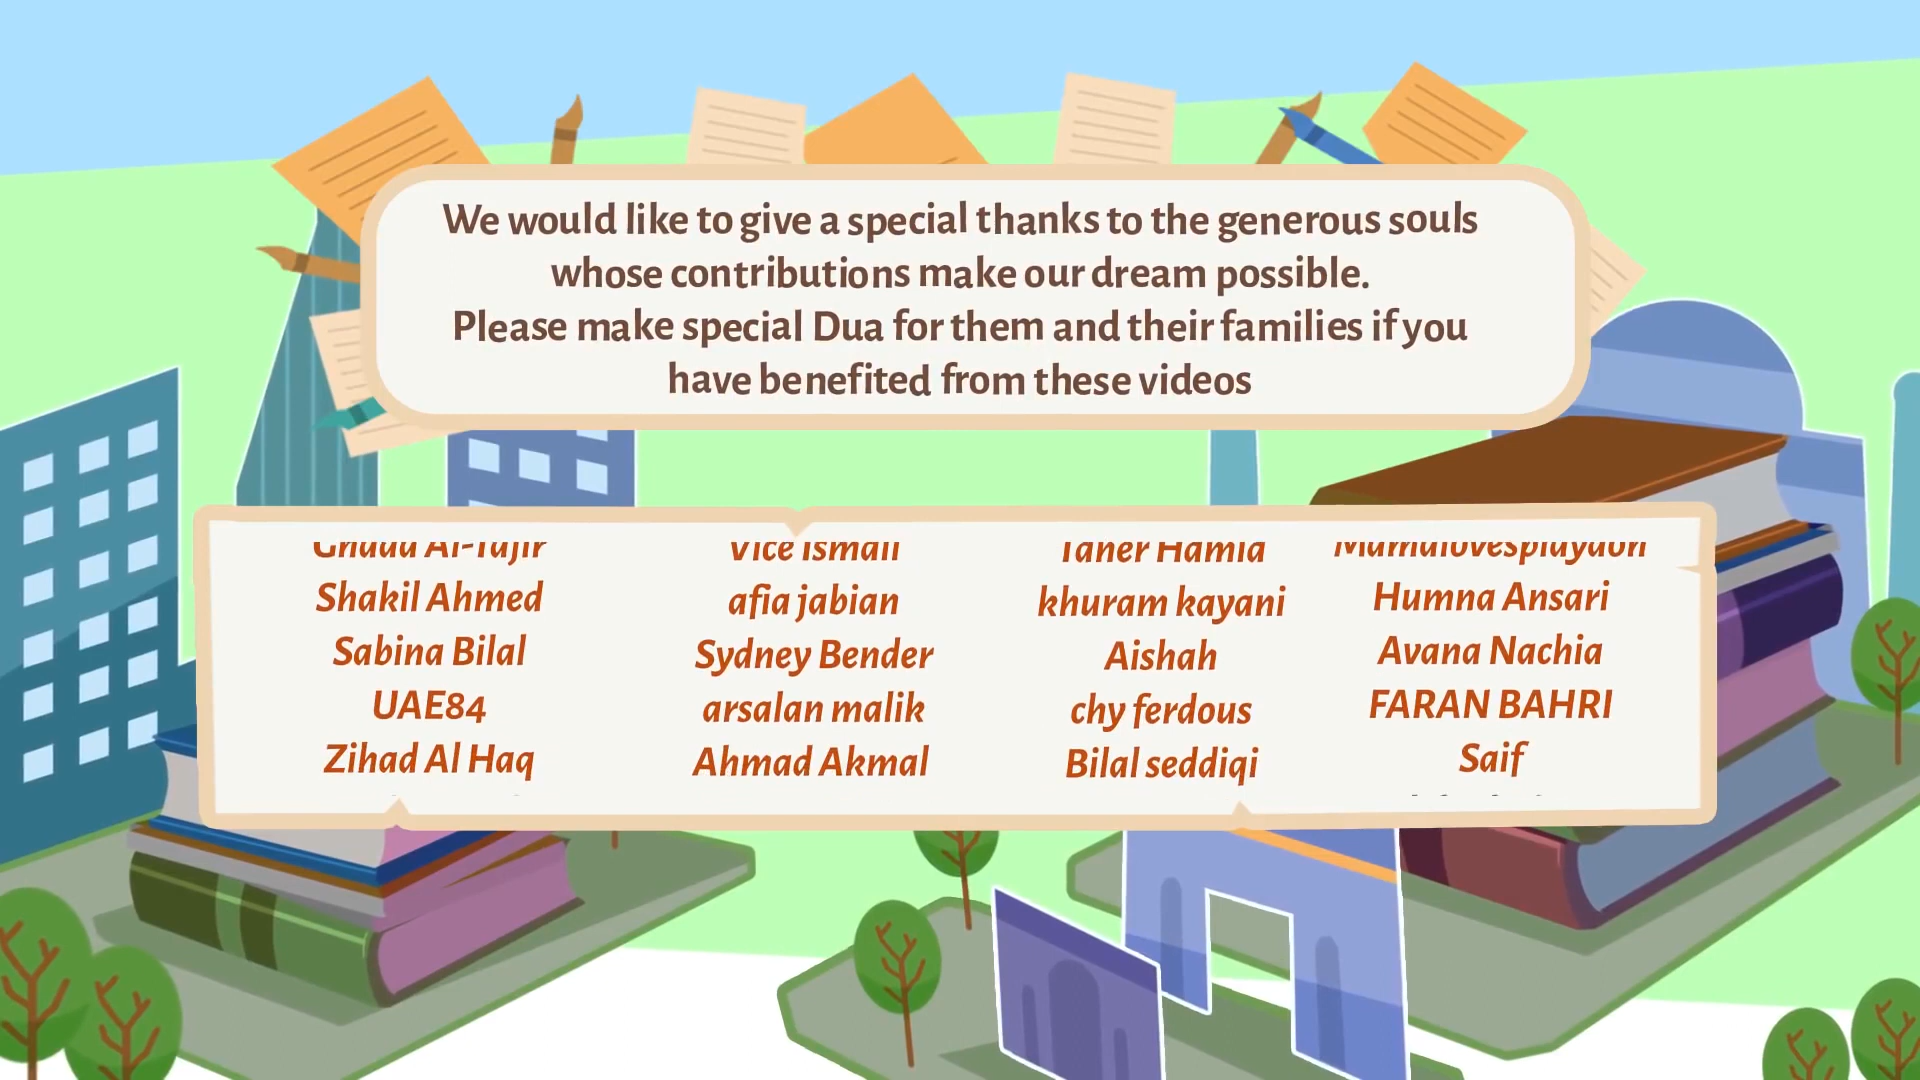 We would like to give a special thanks to the generous souls
whose contributions make our dream possible.
Please make special Dua for them and their families if you
have benefited from these videos
Vice Ismail
Shakil Ahmed
afia jabian
khuram kayani
Humna Ansari
Sabina Bilal
Sydney Bender
Aishah
Avana Nachia
UAE84
arsalan malik
chy ferdous
FARAN BAHRI
Zihad Al Haq
Ahmad Akmal
Bilal seddiqi
Saif